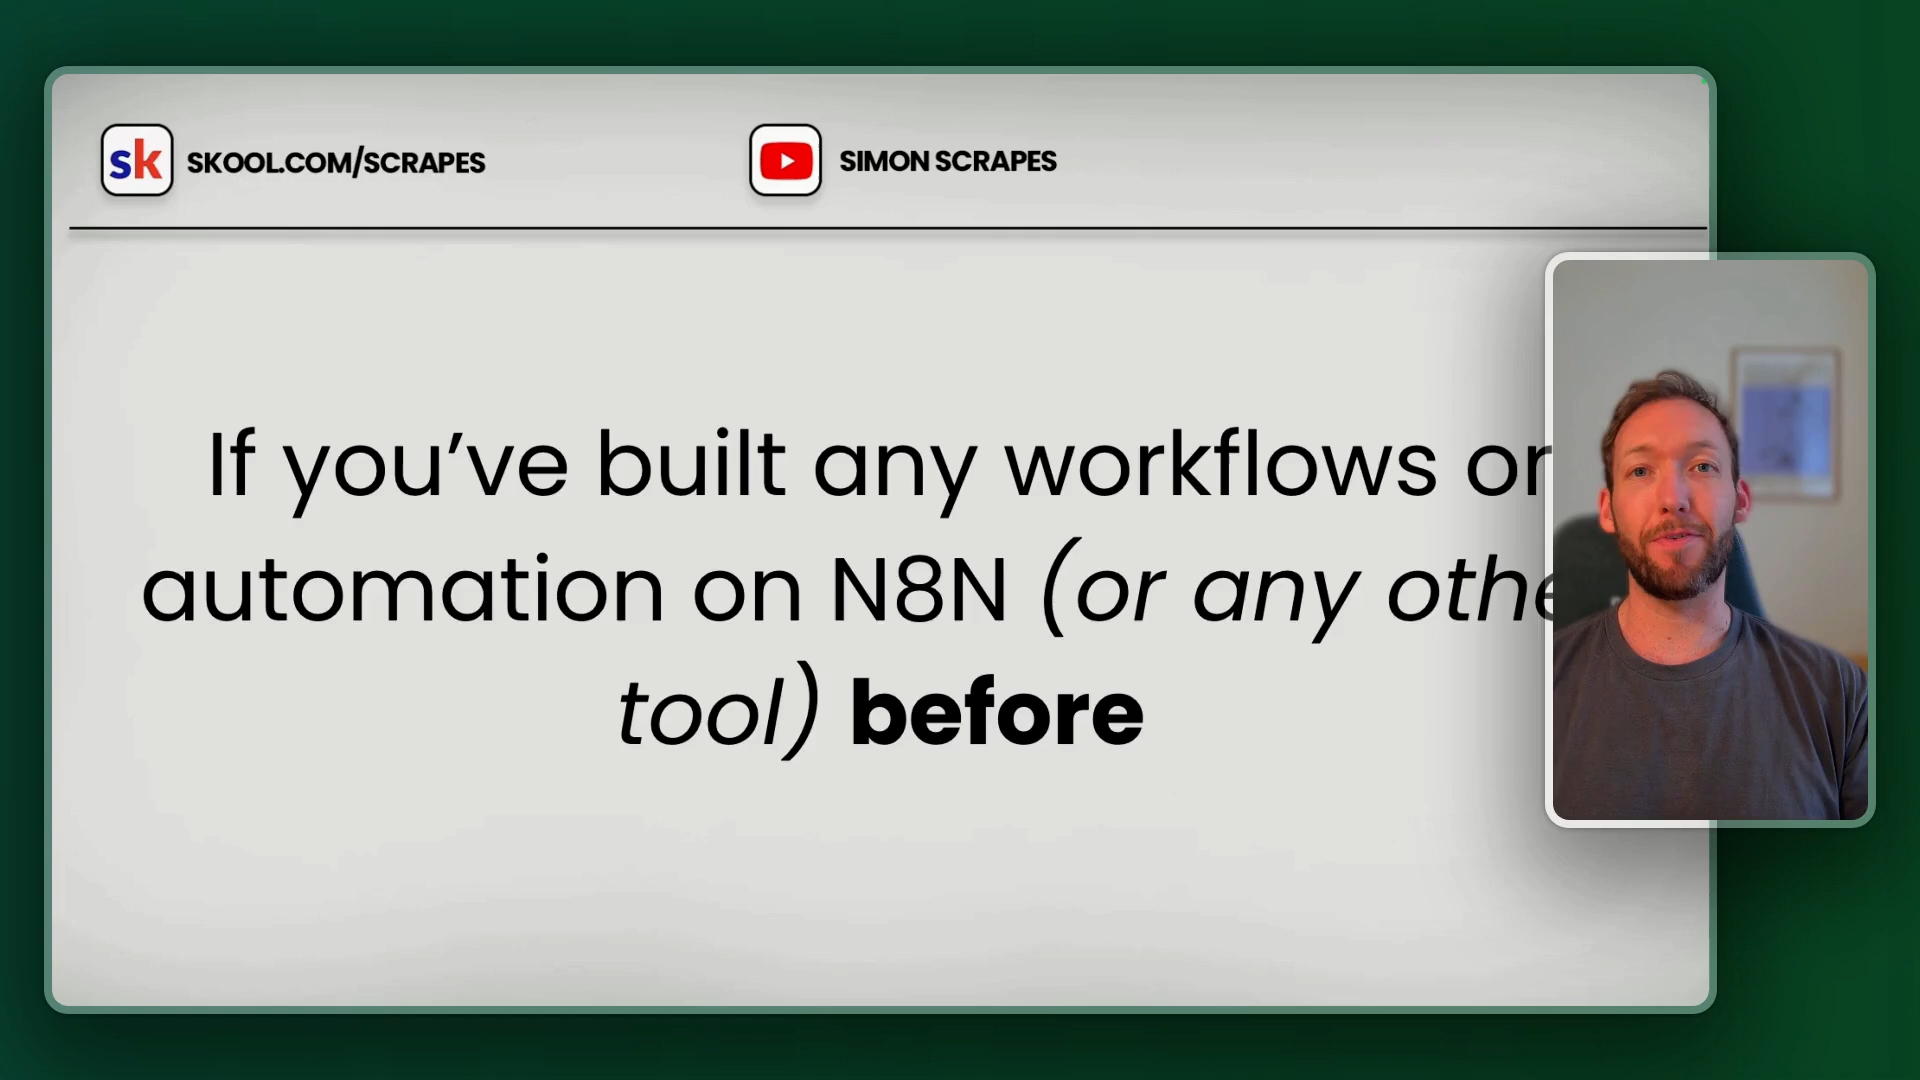 sk SKOOL.COM/SCRAPES
SIMON SCRAPES
If you’ve built any workflows or
automation on N8N (or any othe
tool) before